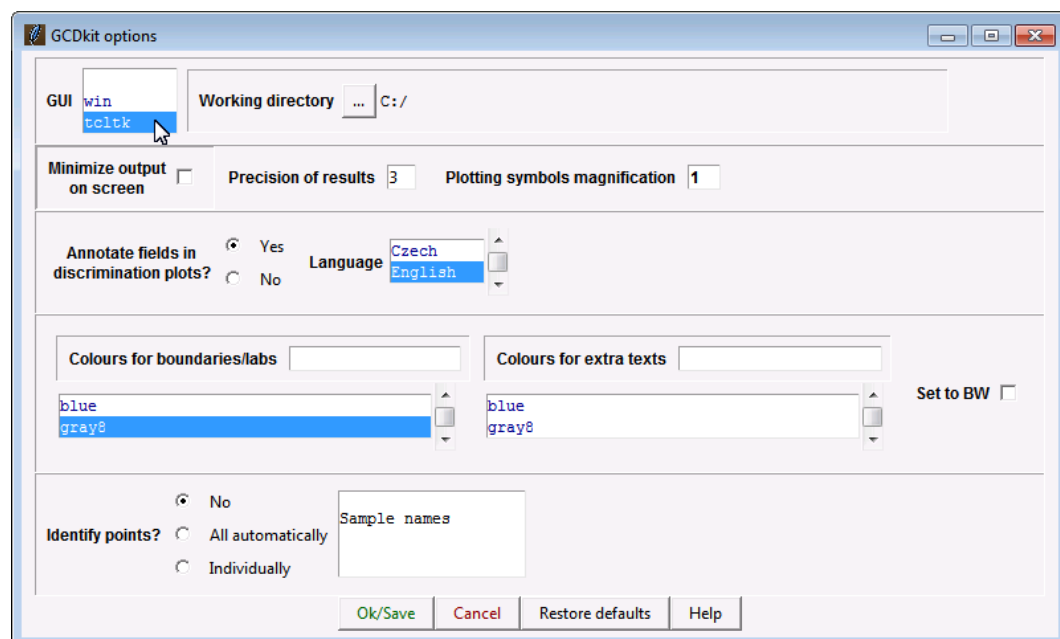 GCDkit options
GUI
win
tcltk
Working directory ... C:/
Minimize output
on screen
Precision of results 3
Plotting symbols magnification 1
Annotate fields in
discrimination plots?
Yes
No
Language
Czech
English
Colours for boundaries/labs
blue
gray8
Colours for extra texts
blue
gray8
Set to BW
Identify points?
No
All automatically
Individually
Sample names
Ok/Save
Cancel
Restore defaults
Help